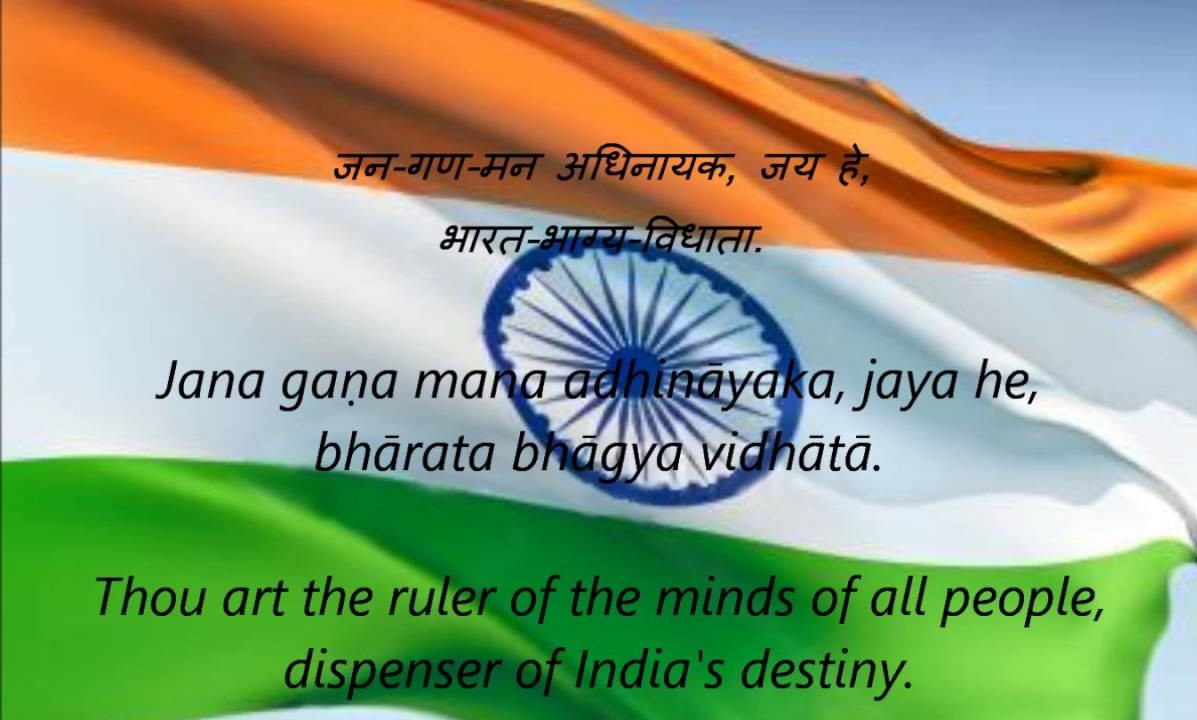 जन-गण-मन अधिनायक, जय हे,
भारत-भाग्य-विधाता.
Jana gaṇa mana adhināyaka, jaya he,
bhārata bhāgya vidhātā.
Thou art the ruler of the minds of all people,
dispenser of India's destiny.